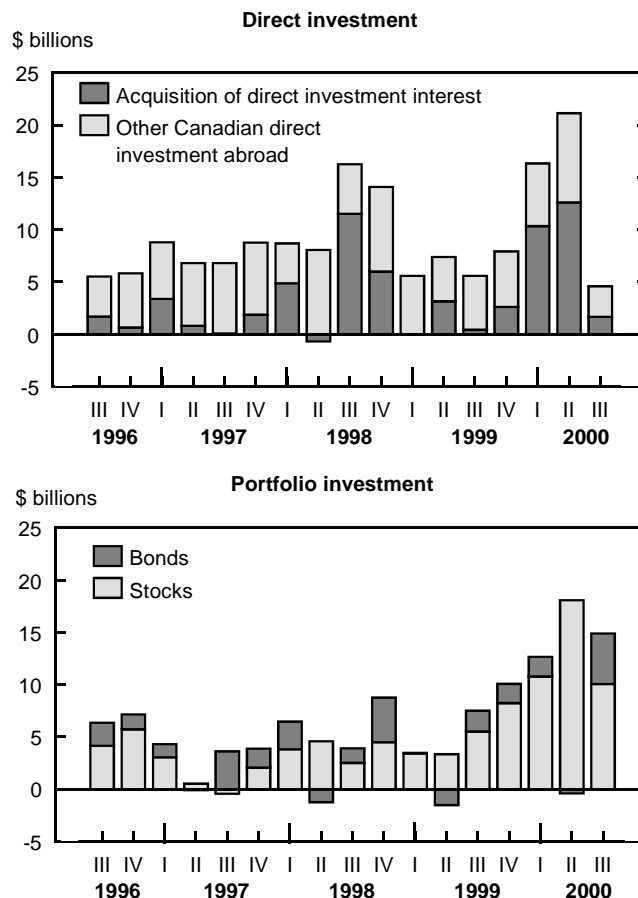 Direct investment
$ billions
25
20
15
10
5
0
-5
Acquisition of direct investment interest
Other Canadian direct
investment abroad
III IV I II III IV I II III IV I II III IV I II III
1996 1997 1998 1999 2000
Portfolio investment
$ billions
25
20
15
10
5
0
-5
Bonds
Stocks
III IV I II III IV I II III IV I II III IV I II III
1996 1997 1998 1999 2000